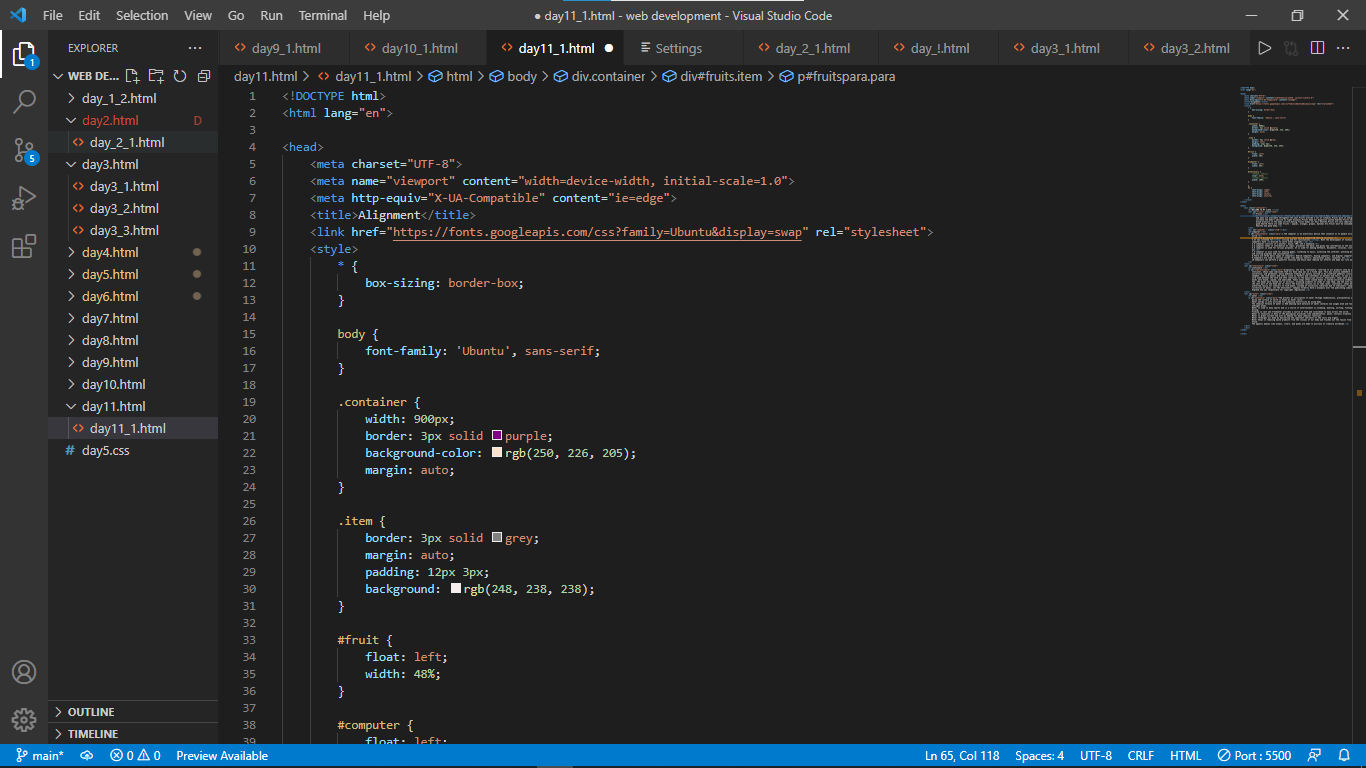 File Edit Selection View Go Run Terminal Help ● day11_1.html - web development - Visual Studio Code
EXPLORER ···
day9_1.html day10_1.html day11_1.html ● Settings day_2_1.html day_!.html day3_1.html day3_2.html ···
1
5
WEB DE...
day_1_2.html
day2.html D
day_2_1.html
day3.html
day3_1.html
day3_2.html
day3_3.html
day4.html
day5.html
day6.html
day7.html
day8.html
day9.html
day10.html
day11.html
day11_1.html
# day5.css
OUTLINE
TIMELINE
day11.html > day11_1.html > html > body > div.container > div#fruits.item > p#fruitspara.para
1 <!DOCTYPE html>
2 <html lang="en">
3
4 <head>
5 <meta charset="UTF-8">
6 <meta name="viewport" content="width=device-width, initial-scale=1.0">
7 <meta http-equiv="X-UA-Compatible" content="ie=edge">
8 <title>Alignment</title>
9 <link href="https://fonts.googleapis.com/css?family=Ubuntu&display=swap" rel="stylesheet">
10 <style>
11 * {
12 box-sizing: border-box;
13 }
14
15 body {
16 font-family: 'Ubuntu', sans-serif;
17 }
18
19 .container {
20 width: 900px;
21 border: 3px solid purple;
22 background-color: rgb(250, 226, 205);
23 margin: auto;
24 }
25
26 .item {
27 border: 3px solid grey;
28 margin: auto;
29 padding: 12px 3px;
30 background: rgb(248, 238, 238);
31 }
32
33 #fruit {
34 float: left;
35 width: 48%;
36 }
37
38 #computer {
39 float: left;
main* 0 0 Preview Available Ln 65, Col 118 Spaces: 4 UTF-8 CRLF HTML Port : 5500